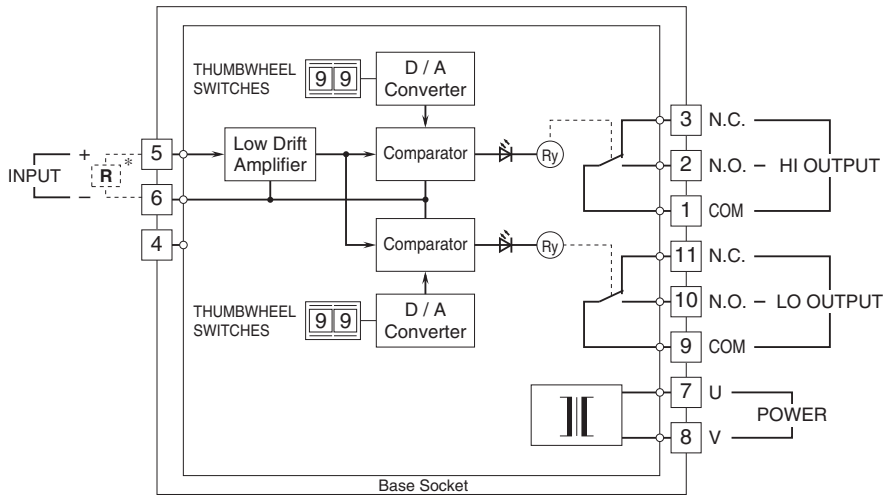 THUMBWHEEL
SWITCHES
9 9
D / A
Converter
3 N.C.
5
Low Drift
Amplifier
Comparator
Ry
2 N.O.
HI OUTPUT
INPUT
+
R
*
−
6
1 COM
4
Comparator
Ry
11 N.C.
10 N.O.
LO OUTPUT
THUMBWHEEL
SWITCHES
9 9
D / A
Converter
9 COM
7 U
POWER
8 V
Base Socket